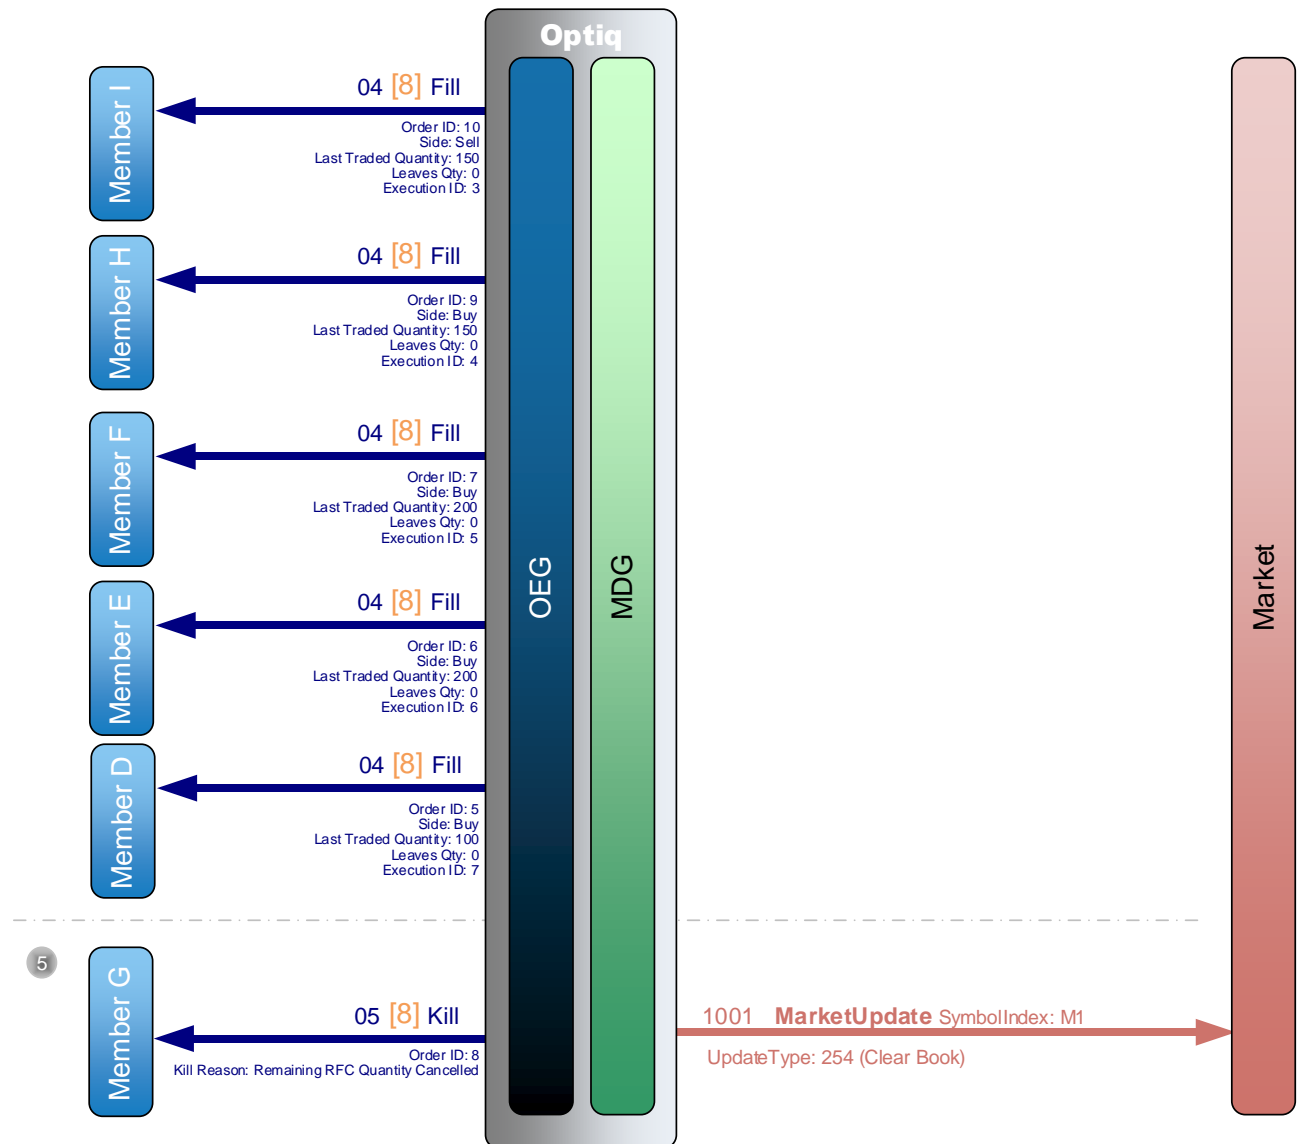 Optiq
Member I
04 [8] Fill
Order ID: 10
Side: Sell
Last Traded Quantity: 150
Leaves Qty: 0
Execution ID: 3
Member H
04 [8] Fill
Order ID: 9
Side: Buy
Last Traded Quantity: 150
Leaves Qty: 0
Execution ID: 4
Member F
04 [8] Fill
Order ID: 7
Side: Buy
Last Traded Quantity: 200
Leaves Qty: 0
Execution ID: 5
OEG
MDG
Market
Member E
04 [8] Fill
Order ID: 6
Side: Buy
Last Traded Quantity: 200
Leaves Qty: 0
Execution ID: 6
Member D
04 [8] Fill
Order ID: 5
Side: Buy
Last Traded Quantity: 100
Leaves Qty: 0
Execution ID: 7
5
Member G
05 [8] Kill
Order ID: 8
Kill Reason: Remaining RFC Quantity Cancelled
1001 MarketUpdate SymbolIndex: M1
UpdateType: 254 (Clear Book)